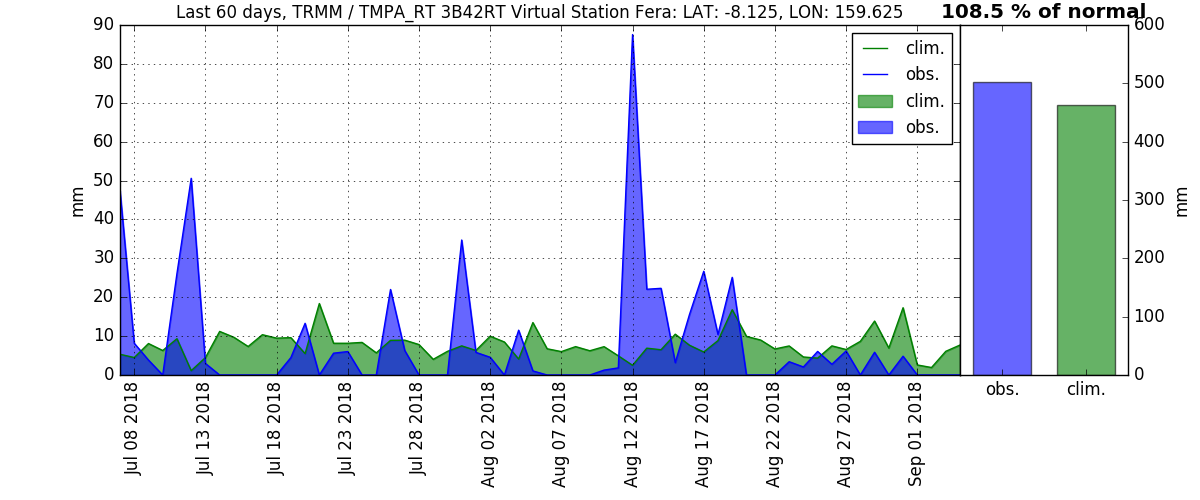 Last 60 days, TRMM / TMPA_RT 3B42RT Virtual Station Fera: LAT: -8.125, LON: 159.625
108.5 % of normal
90
80
70
60
50
40
30
20
10
0
mm
clim.
obs.
clim.
obs.
600
500
400
300
200
100
0
mm
Jul 08 2018
Jul 13 2018
Jul 18 2018
Jul 23 2018
Jul 28 2018
Aug 02 2018
Aug 07 2018
Aug 12 2018
Aug 17 2018
Aug 22 2018
Aug 27 2018
Sep 01 2018
obs.
clim.